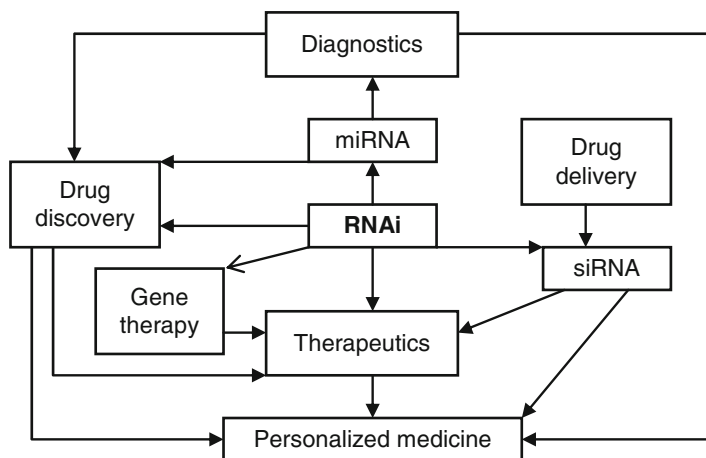 Diagnostics
miRNA
Drug
delivery
Drug
discovery
RNAi
siRNA
Gene
therapy
Therapeutics
Personalized medicine